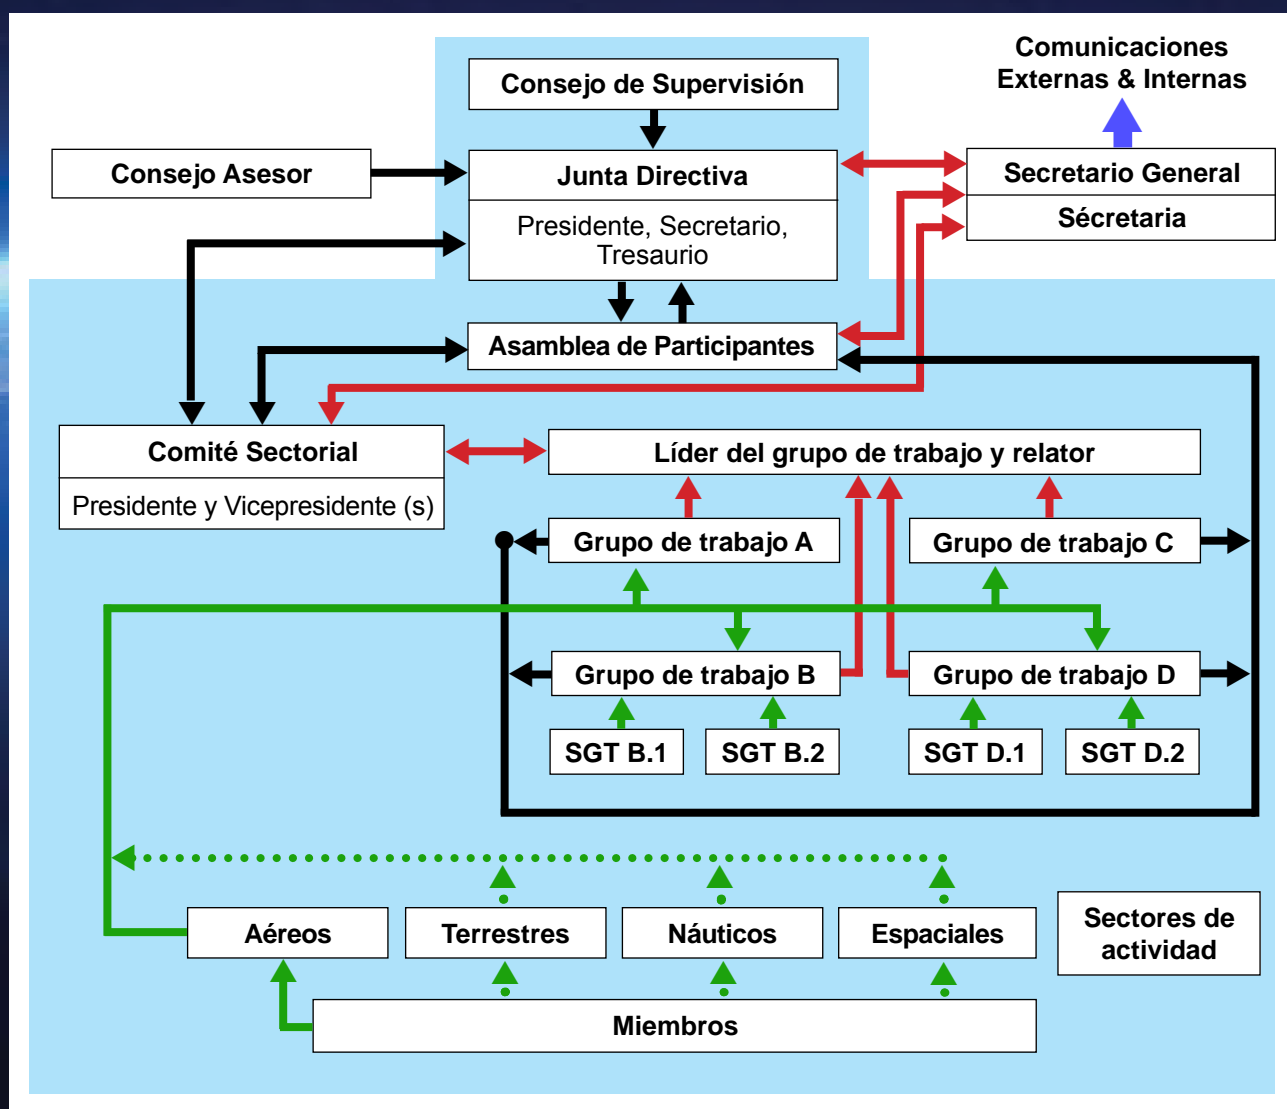 Comunicaciones
Externas & Internas
Consejo de Supervisión
Consejo Asesor
Junta Directiva
Presidente, Secretario,
Tresaurio
Secretario General
Sécretaria
Asamblea de Participantes
Comité Sectorial
Presidente y Vicepresidente (s)
Líder del grupo de trabajo y relator
Grupo de trabajo A
Grupo de trabajo C
Grupo de trabajo B
Grupo de trabajo D
SGT B.1
SGT B.2
SGT D.1
SGT D.2
Aéreos
Terrestres
Náuticos
Espaciales
Sectores de
actividad
Miembros